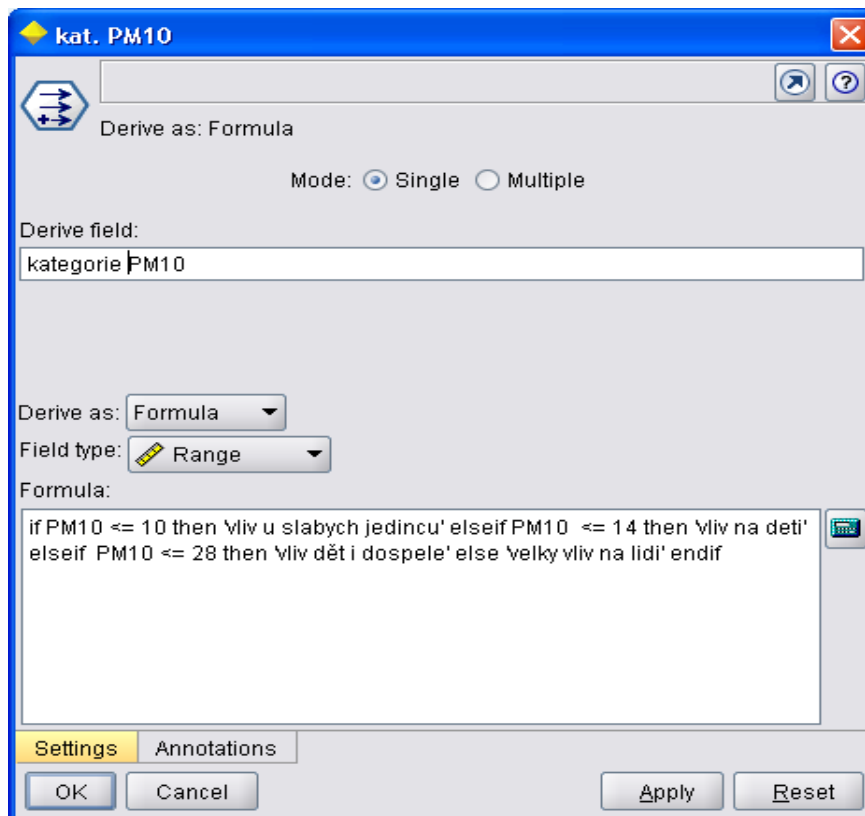 kat. PM10
Derive as: Formula
Mode: Single Multiple
Derive field:
kategorie PM10
Derive as: Formula
Field type: Range
Formula:
if PM10 <= 10 then 'vliv u slabych jedincu' elseif PM10  <= 14 then 'vliv na deti'
elseif  PM10 <= 28 then 'vliv dět i dospele' else 'velky vliv na lidi' endif
Settings Annotations
OK Cancel Apply Reset